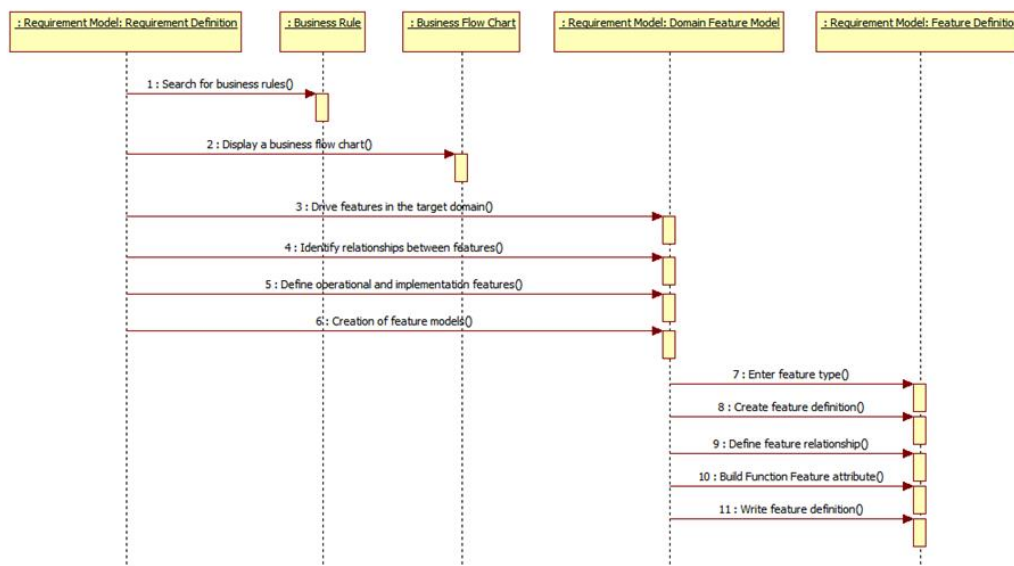 : Requirement Model: Requirement Definition
: Business Rule
: Business Flow Chart
: Requirement Model: Domain Feature Model
: Requirement Model: Feature Definition
1 : Search for business rules()
2 : Display a business flow chart()
3 : Drive features in the target domain()
4 : Identify relationships between features()
5 : Define operational and implementation features()
6 : Creation of feature models()
7 : Enter feature type()
8 : Create feature definition()
9 : Define feature relationship()
10 : Build Function Feature attribute()
11 : Write feature definition()